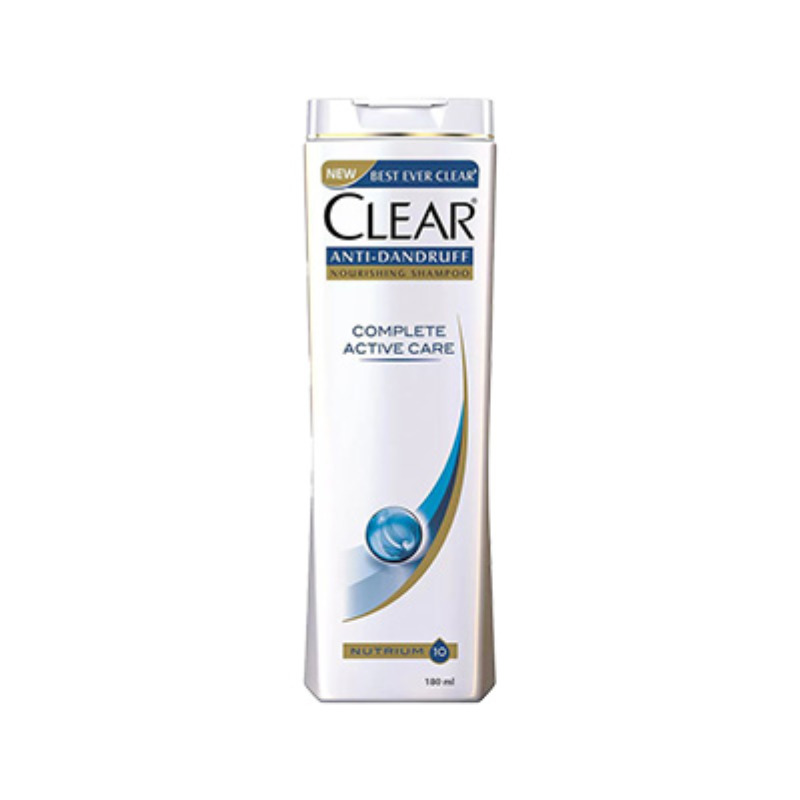 NEW BEST EVER CLEAR*
CLEAR®
ANTI-DANDRUFF
NOURISHING SHAMPOO
COMPLETE
ACTIVE CARE
NUTRIUM 10
180 ml